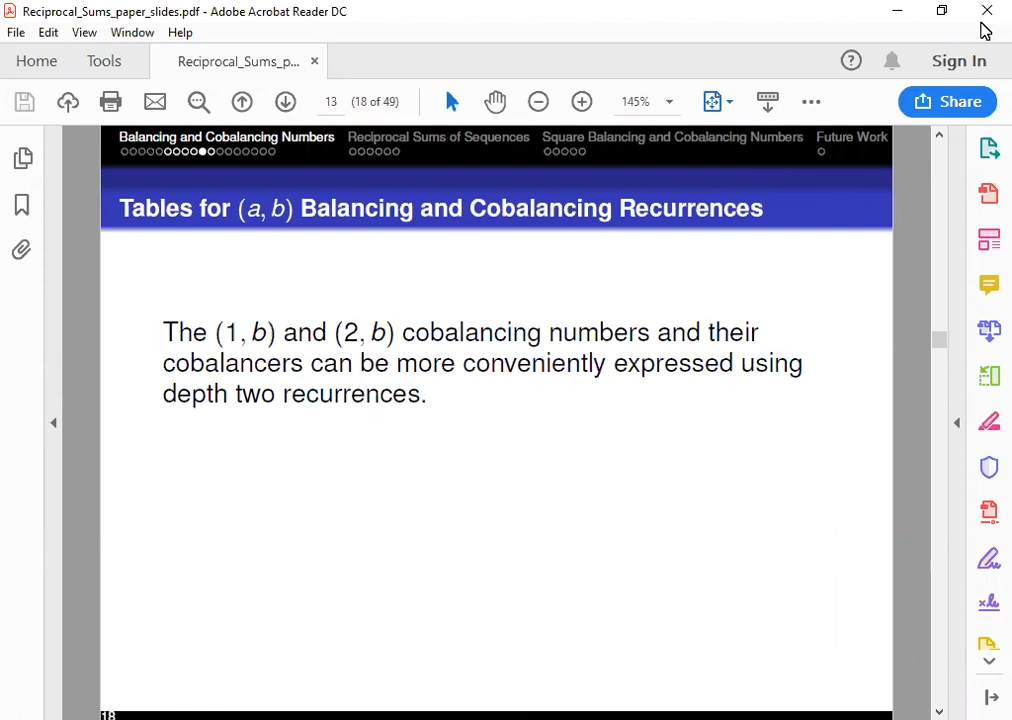 Reciprocal_Sums_paper_slides.pdf - Adobe Acrobat Reader DC
File Edit View Window Help
Home Tools Reciprocal_Sums_p... × Sign In
13 (18 of 49) 145% Share
Balancing and Cobalancing Numbers Reciprocal Sums of Sequences Square Balancing and Cobalancing Numbers Future Work
Tables for (a, b) Balancing and Cobalancing Recurrences
The (1, b) and (2, b) cobalancing numbers and their
cobalancers can be more conveniently expressed using
depth two recurrences.
18